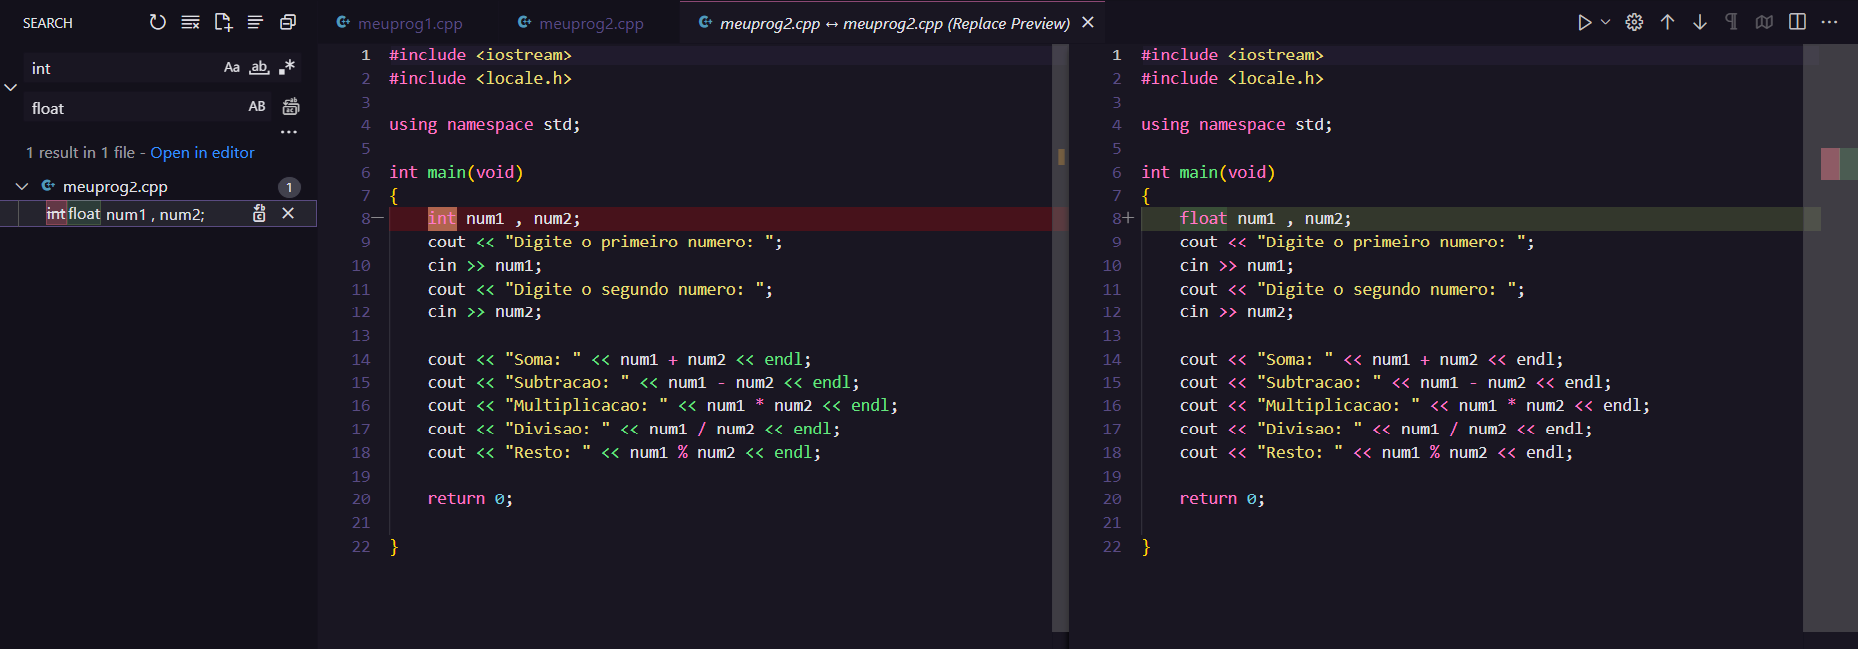 SEARCH
int
Aa ab .*
float
AB
1 result in 1 file - Open in editor
meuprog2.cpp 1
intfloat num1 , num2;
meuprog1.cpp meuprog2.cpp meuprog2.cpp ↔ meuprog2.cpp (Replace Preview)
1 #include <iostream>
2 #include <locale.h>
3
4 using namespace std;
5
6 int main(void)
7 {
8— int num1 , num2;
9 cout << "Digite o primeiro numero: ";
10 cin >> num1;
11 cout << "Digite o segundo numero: ";
12 cin >> num2;
13
14 cout << "Soma: " << num1 + num2 << endl;
15 cout << "Subtracao: " << num1 - num2 << endl;
16 cout << "Multiplicacao: " << num1 * num2 << endl;
17 cout << "Divisao: " << num1 / num2 << endl;
18 cout << "Resto: " << num1 % num2 << endl;
19
20 return 0;
21
22 }
1 #include <iostream>
2 #include <locale.h>
3
4 using namespace std;
5
6 int main(void)
7 {
8+ float num1 , num2;
9 cout << "Digite o primeiro numero: ";
10 cin >> num1;
11 cout << "Digite o segundo numero: ";
12 cin >> num2;
13
14 cout << "Soma: " << num1 + num2 << endl;
15 cout << "Subtracao: " << num1 - num2 << endl;
16 cout << "Multiplicacao: " << num1 * num2 << endl;
17 cout << "Divisao: " << num1 / num2 << endl;
18 cout << "Resto: " << num1 % num2 << endl;
19
20 return 0;
21
22 }